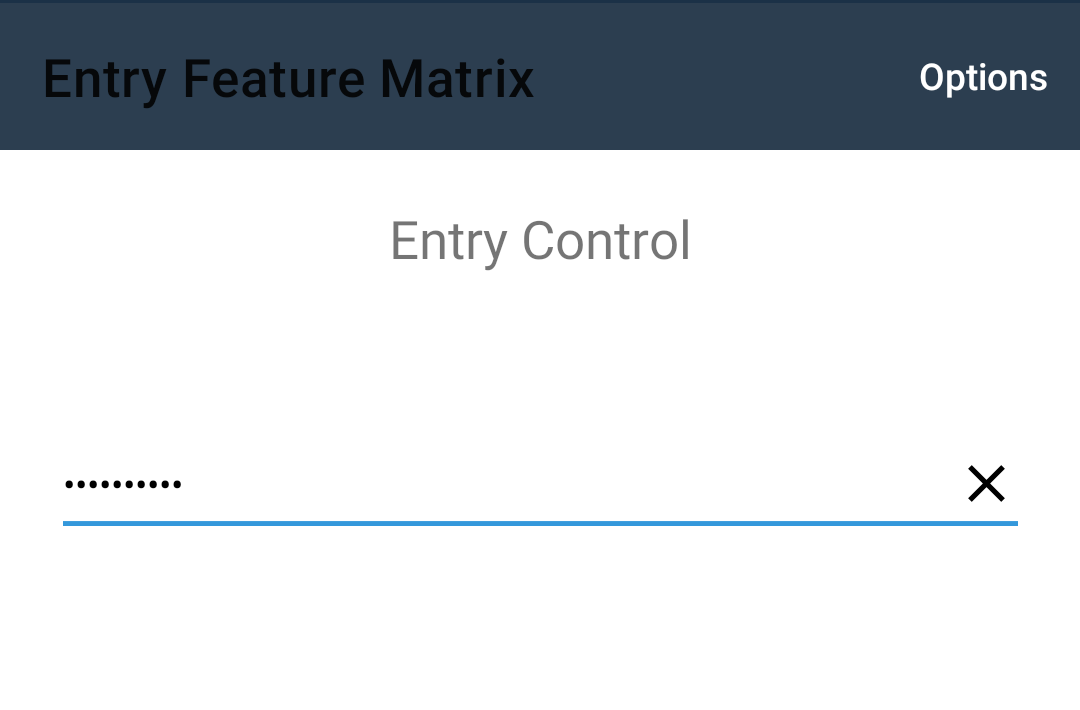 Entry Feature Matrix
Options
Entry Control
••••••••••